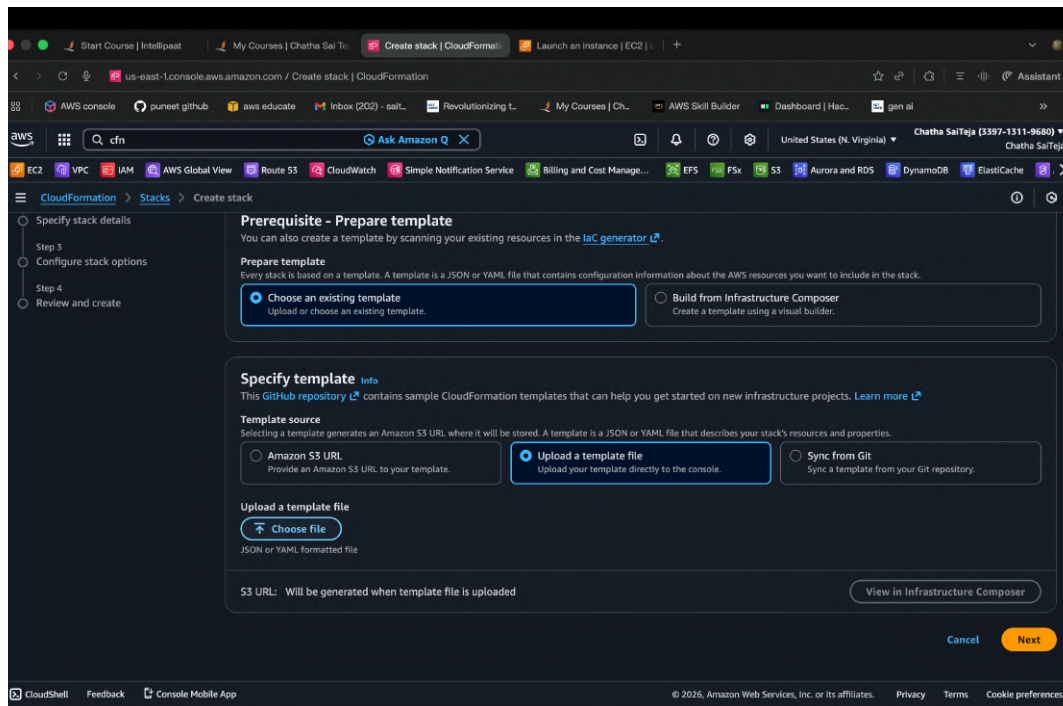 Start Course | Intellipaat
My Courses | Chatha Sai Te
Create stack | CloudFormati
Launch an instance | EC2 | u
us-east-1.console.aws.amazon.com / Create stack | CloudFormation
Assistant
AWS console
puneet github
aws educate
Inbox (202) - sait...
Revolutionizing t...
My Courses | Ch...
AWS Skill Builder
Dashboard | Hac...
gen ai
aws
cfn
Ask Amazon Q
United States (N. Virginia)
Chatha SaiTeja (3397-1311-9680)
Chatha SaiTeja
EC2
VPC
IAM
AWS Global View
Route 53
CloudWatch
Simple Notification Service
Billing and Cost Manage...
EFS
FSx
S3
Aurora and RDS
DynamoDB
ElastiCache
CloudFormation > Stacks > Create stack
Specify stack details
Step 3
Configure stack options
Step 4
Review and create
Prerequisite - Prepare template
You can also create a template by scanning your existing resources in the IaC generator.
Prepare template
Every stack is based on a template. A template is a JSON or YAML file that contains configuration information about the AWS resources you want to include in the stack.
Choose an existing template
Upload or choose an existing template.
Build from Infrastructure Composer
Create a template using a visual builder.
Specify template Info
This GitHub repository contains sample CloudFormation templates that can help you get started on new infrastructure projects. Learn more
Template source
Selecting a template generates an Amazon S3 URL where it will be stored. A template is a JSON or YAML file that describes your stack's resources and properties.
Amazon S3 URL
Provide an Amazon S3 URL to your template.
Upload a template file
Upload your template directly to the console.
Sync from Git
Sync a template from your Git repository.
Upload a template file
Choose file
JSON or YAML formatted file
S3 URL: Will be generated when template file is uploaded
View in Infrastructure Composer
Cancel
Next
CloudShell
Feedback
Console Mobile App
© 2026, Amazon Web Services, Inc. or its affiliates.
Privacy
Terms
Cookie preferences